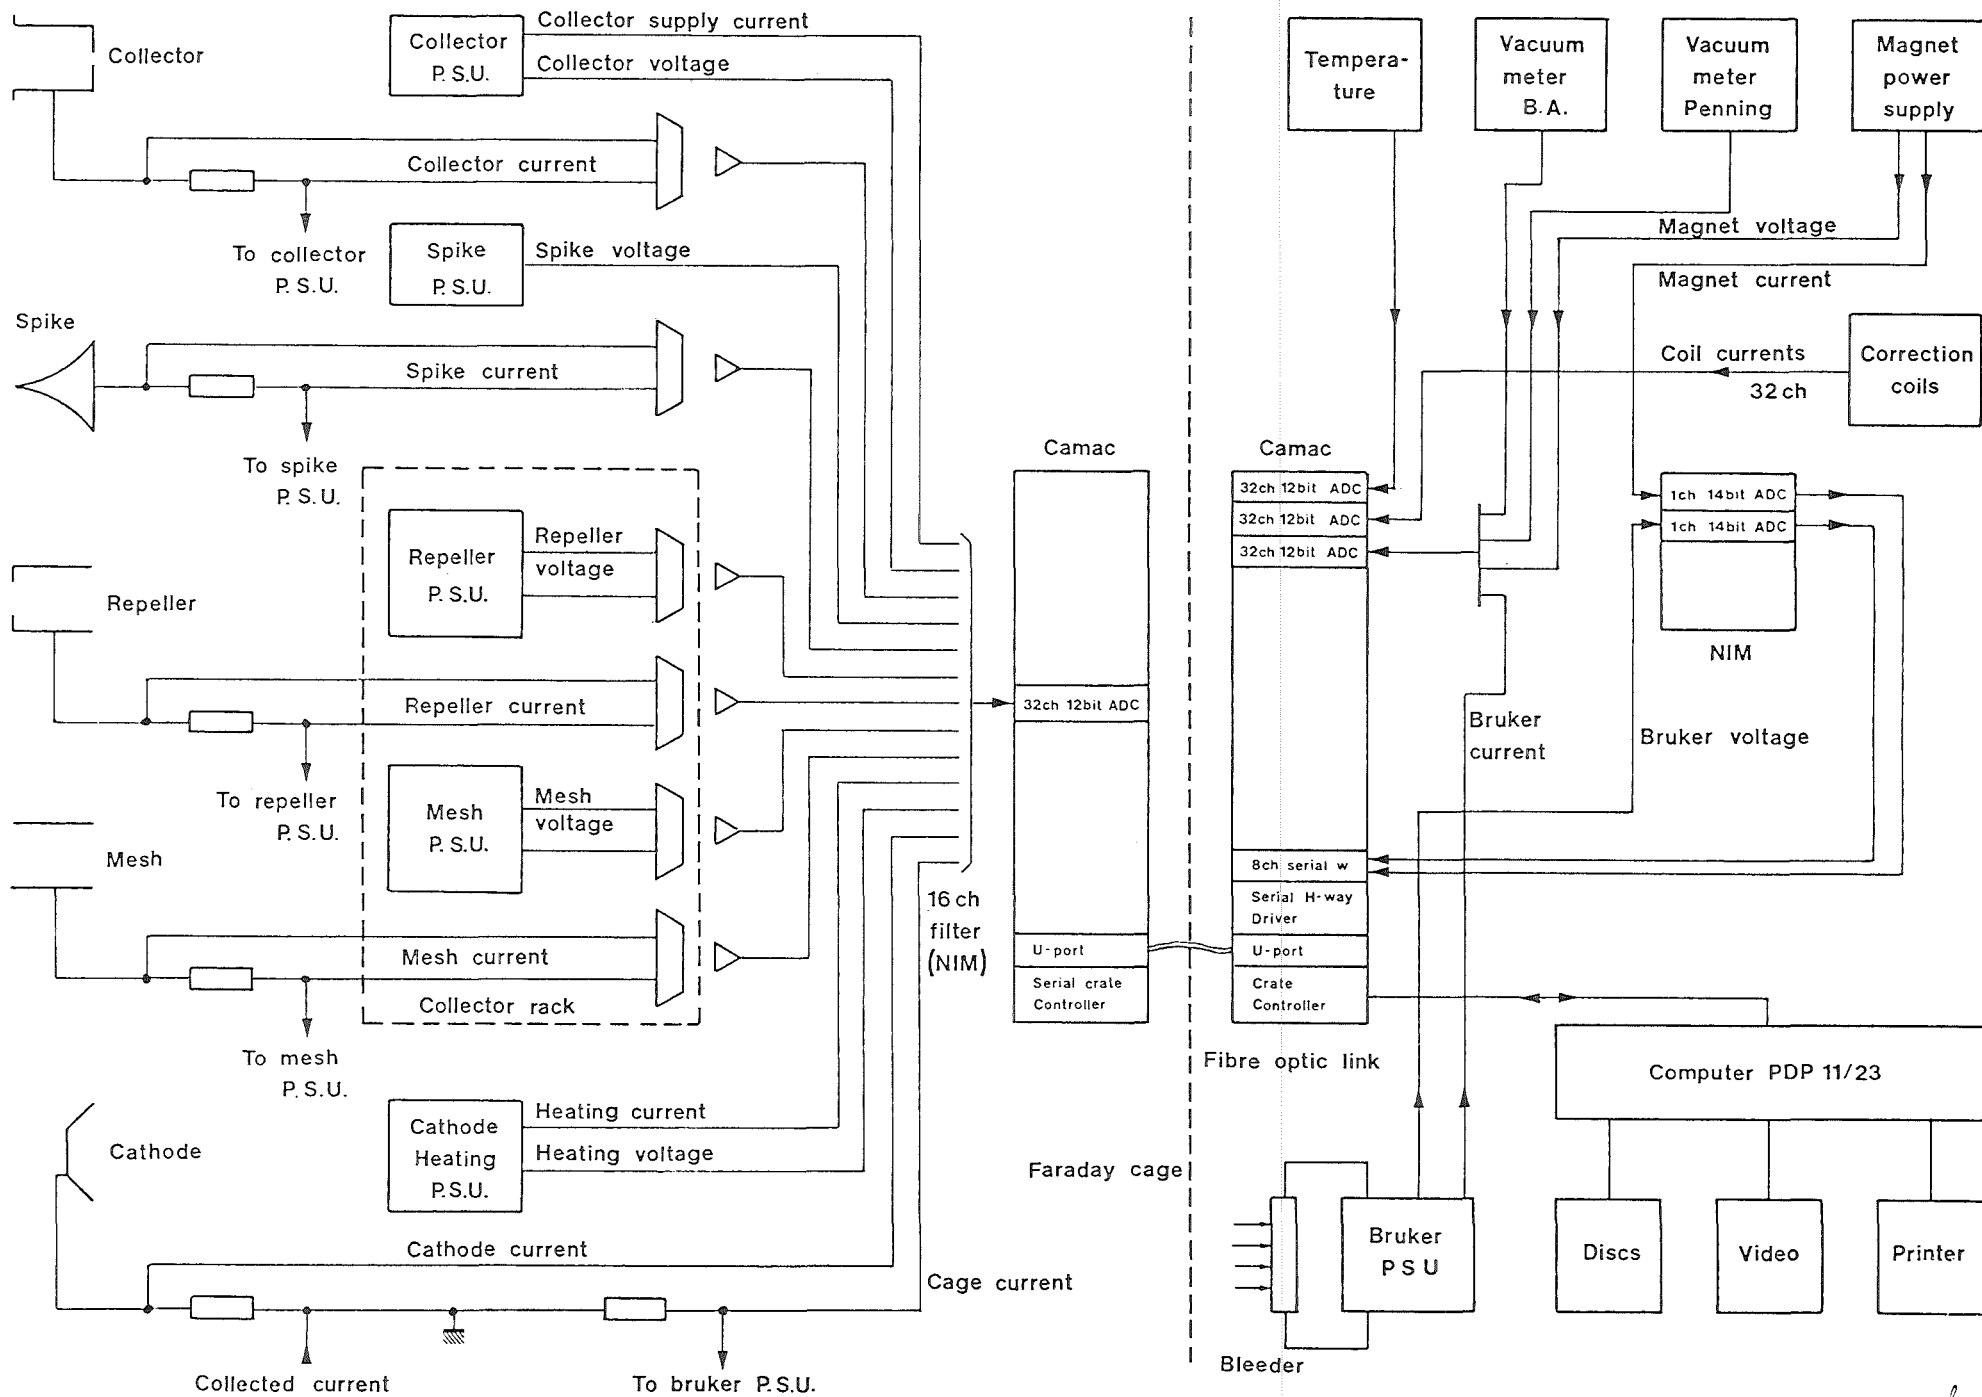 Collector
Collector
P.S.U.
Collector supply current
Collector voltage
Collector current
To collector
P.S.U.
Spike
P.S.U.
Spike voltage
Spike
Spike current
To spike
P.S.U.
Repeller
P.S.U.
Repeller
voltage
Repeller
Repeller current
To repeller
P.S.U.
Mesh
P.S.U.
Mesh
voltage
Mesh
Mesh current
Collector rack
To mesh
P.S.U.
Cathode
Cathode
Heating
P.S.U.
Heating current
Heating voltage
Cathode current
Cage current
Collected current
To bruker P.S.U.
16 ch
filter
(NIM)
Camac
32ch 12bit ADC
U-port
Serial crate
Controller
Faraday cage
Fibre optic link
Tempera-
ture
Vacuum
meter
B.A.
Vacuum
meter
Penning
Magnet
power
supply
Magnet voltage
Magnet current
Coil currents
32 ch
Correction
coils
Camac
32ch 12bit ADC
32ch 12bit ADC
32ch 12bit ADC
8ch serial w
Serial H-way
Driver
U-port
Crate
Controller
1ch 14bit ADC
1ch 14bit ADC
NIM
Bruker
current
Bruker voltage
Computer PDP 11/23
Discs
Video
Printer
Bruker
PSU
Bleeder